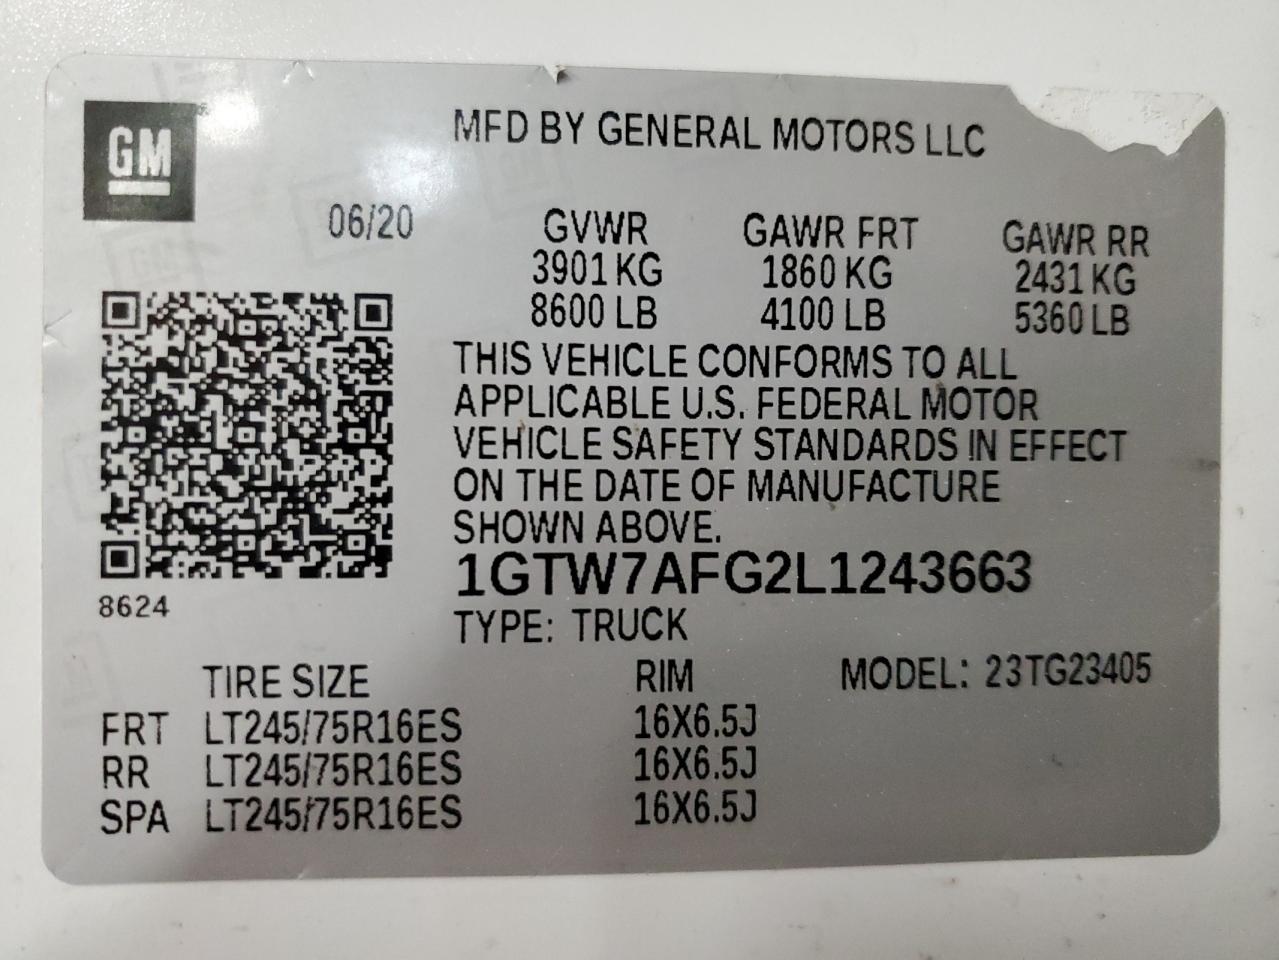 GM
MFD BY GENERAL MOTORS LLC
06/20
GVWR GAWR FRT GAWR RR
3901 KG 1860 KG 2431 KG
8600 LB 4100 LB 5360 LB
THIS VEHICLE CONFORMS TO ALL
APPLICABLE U.S. FEDERAL MOTOR
VEHICLE SAFETY STANDARDS IN EFFECT
ON THE DATE OF MANUFACTURE
SHOWN ABOVE.
1GTW7AFG2L1243663
8624
TYPE: TRUCK
TIRE SIZE RIM MODEL: 23TG23405
FRT LT245/75R16ES 16X6.5J
RR LT245/75R16ES 16X6.5J
SPA LT245/75R16ES 16X6.5J